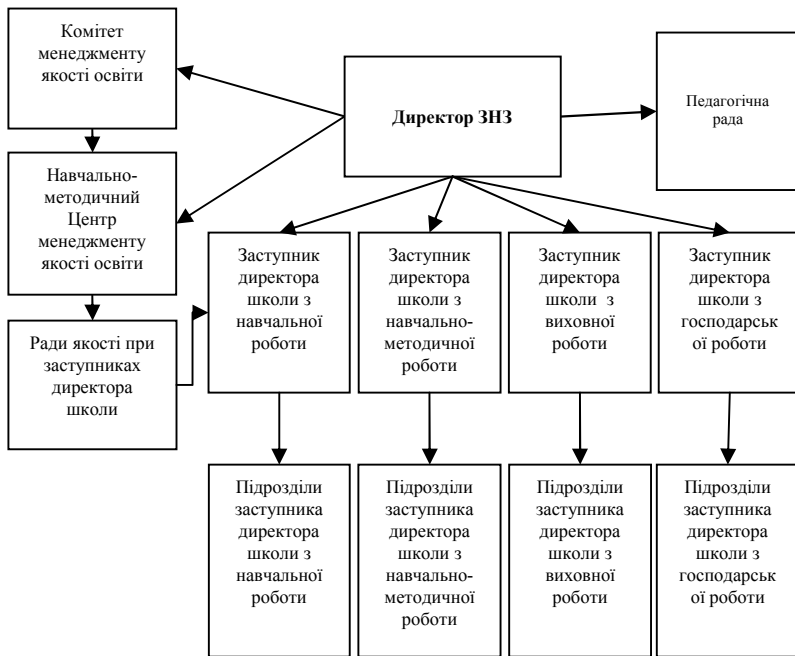 Комітет
менеджменту
якості освіти
Директор ЗНЗ
Педагогічна
рада
Навчально-
методичний
Центр
менеджменту
якості освіти
Ради якості при
заступниках
директора
школи
Заступник
директора
школи з
навчальної
роботи
Заступник
директора
школи з
навчально-
методичної
роботи
Заступник
директора
школи з
виховної
роботи
Заступник
директора
школи з
господарськ
ої роботи
Підрозділи
заступника
директора
школи з
навчальної
роботи
Підрозділи
заступника
директора
школи з
навчально-
методичної
роботи
Підрозділи
заступника
директора
школи з
виховної
роботи
Підрозділи
заступника
директора
школи з
господарськ
ої роботи